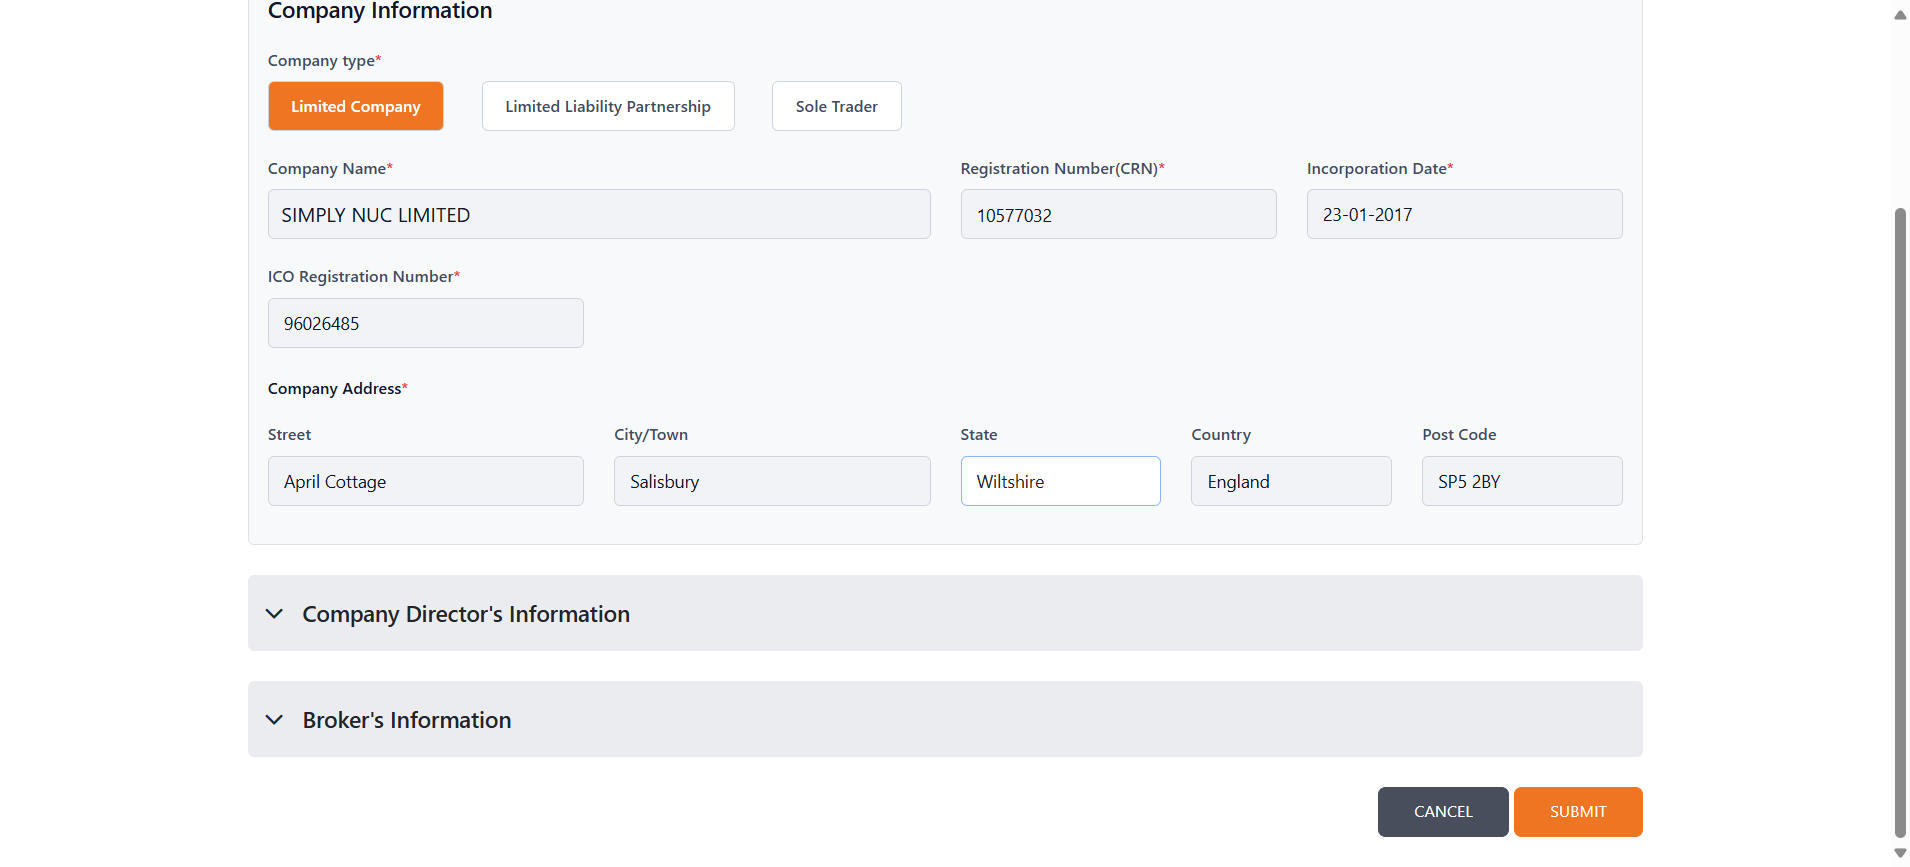 Company Information
Company type*
Limited Company
Limited Liability Partnership
Sole Trader
Company Name*
Registration Number(CRN)*
Incorporation Date*
SIMPLY NUC LIMITED
10577032
23-01-2017
ICO Registration Number*
96026485
Company Address*
Street
City/Town
State
Country
Post Code
April Cottage
Salisbury
Wiltshire
England
SP5 2BY
Company Director's Information
Broker's Information
CANCEL
SUBMIT